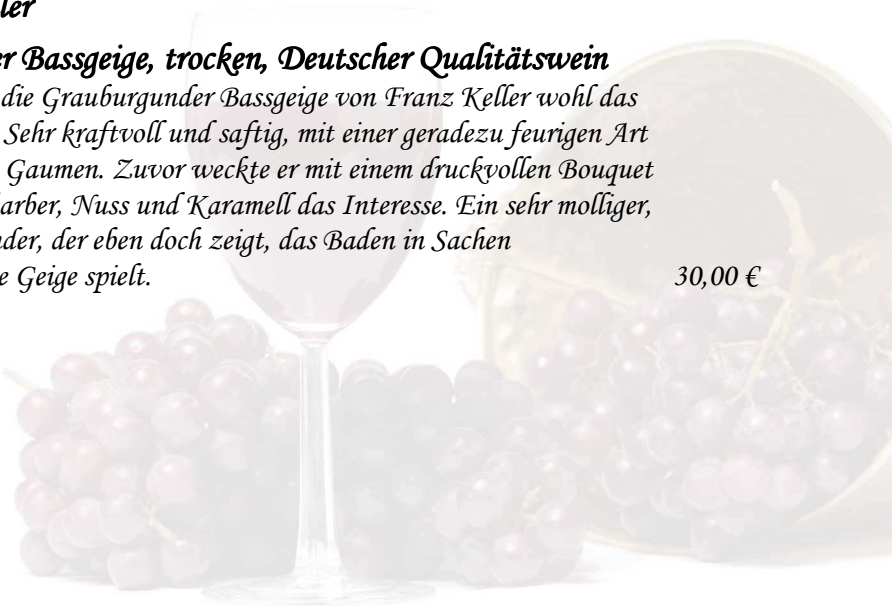 ler
er Bassgeige, trocken, Deutscher Qualitätswein
die Grauburgunder Bassgeige von Franz Keller wohl das
Sehr kraftvoll und saftig, mit einer geradezu feurigen Art
Gaumen. Zuvor weckte er mit einem druckvollen Bouquet
arber, Nuss und Karamell das Interesse. Ein sehr molliger,
nder, der eben doch zeigt, das Baden in Sachen
e Geige spielt. 30,00 €